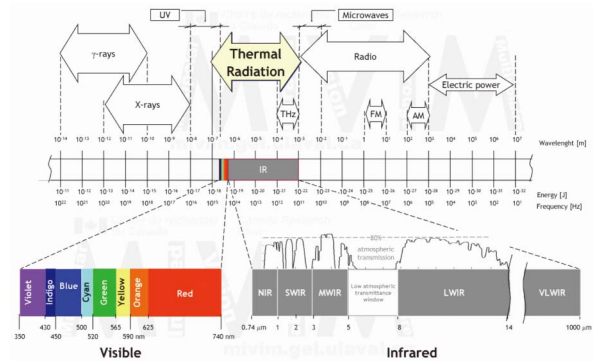 UV
Microwaves
γ-rays
Thermal
Radiation
Radio
X-rays
Electric power
THz
FM
AM
10-14 10-13 10-12 10-11 10-10 10-9 10-8 10-7 10-6 10-5 10-4 10-3 10-2 10-1 10¹ 10² 10³ 10⁴ 10⁵ 10⁶ 10⁷
Wavelenght [m]
IR
Energy [J]
Frequency [Hz]
80%
atmospheric
transmission
Violet
Indigo
Blue
Cyan
Green
Yellow
Orange
Red
NIR
SWIR
MWIR
Low atmospheric
transmittance
window
LWIR
VLWIR
350 430 450 500 520 565 590 nm 625 740 nm
0.74 μm 1 2 3 5 8 14 1000 μm
Visible
Infrared
mivim.gel.ulaval